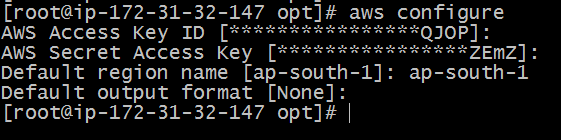 [root@ip-172-31-32-147 opt]# aws configure
AWS Access Key ID [****************QJOP]:
AWS Secret Access Key [****************ZEmZ]:
Default region name [ap-south-1]: ap-south-1
Default output format [None]:
[root@ip-172-31-32-147 opt]#